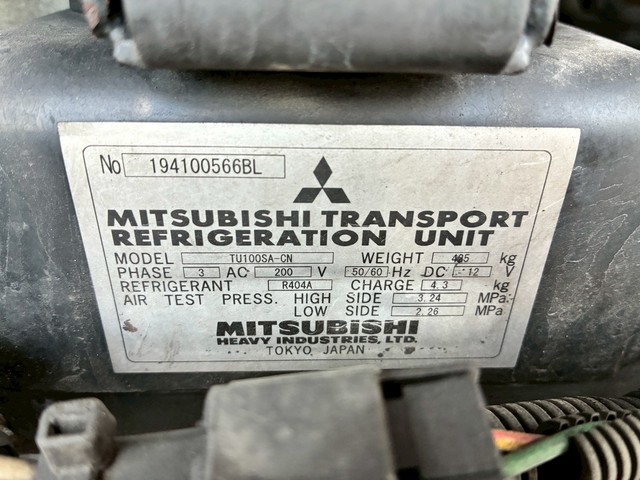 No 194100566BL
MITSUBISHI TRANSPORT
REFRIGERATION UNIT
MODEL TU100SA-CN WEIGHT kg
PHASE 3 AC 200 V 50/60 Hz DC 12 V
REFRIGERANT R404A CHARGE 4.3 kg
AIR TEST PRESS. HIGH SIDE 3.24 MPa
LOW SIDE 2.26 MPa
MITSUBISHI
HEAVY INDUSTRIES, LTD.
TOKYO, JAPAN